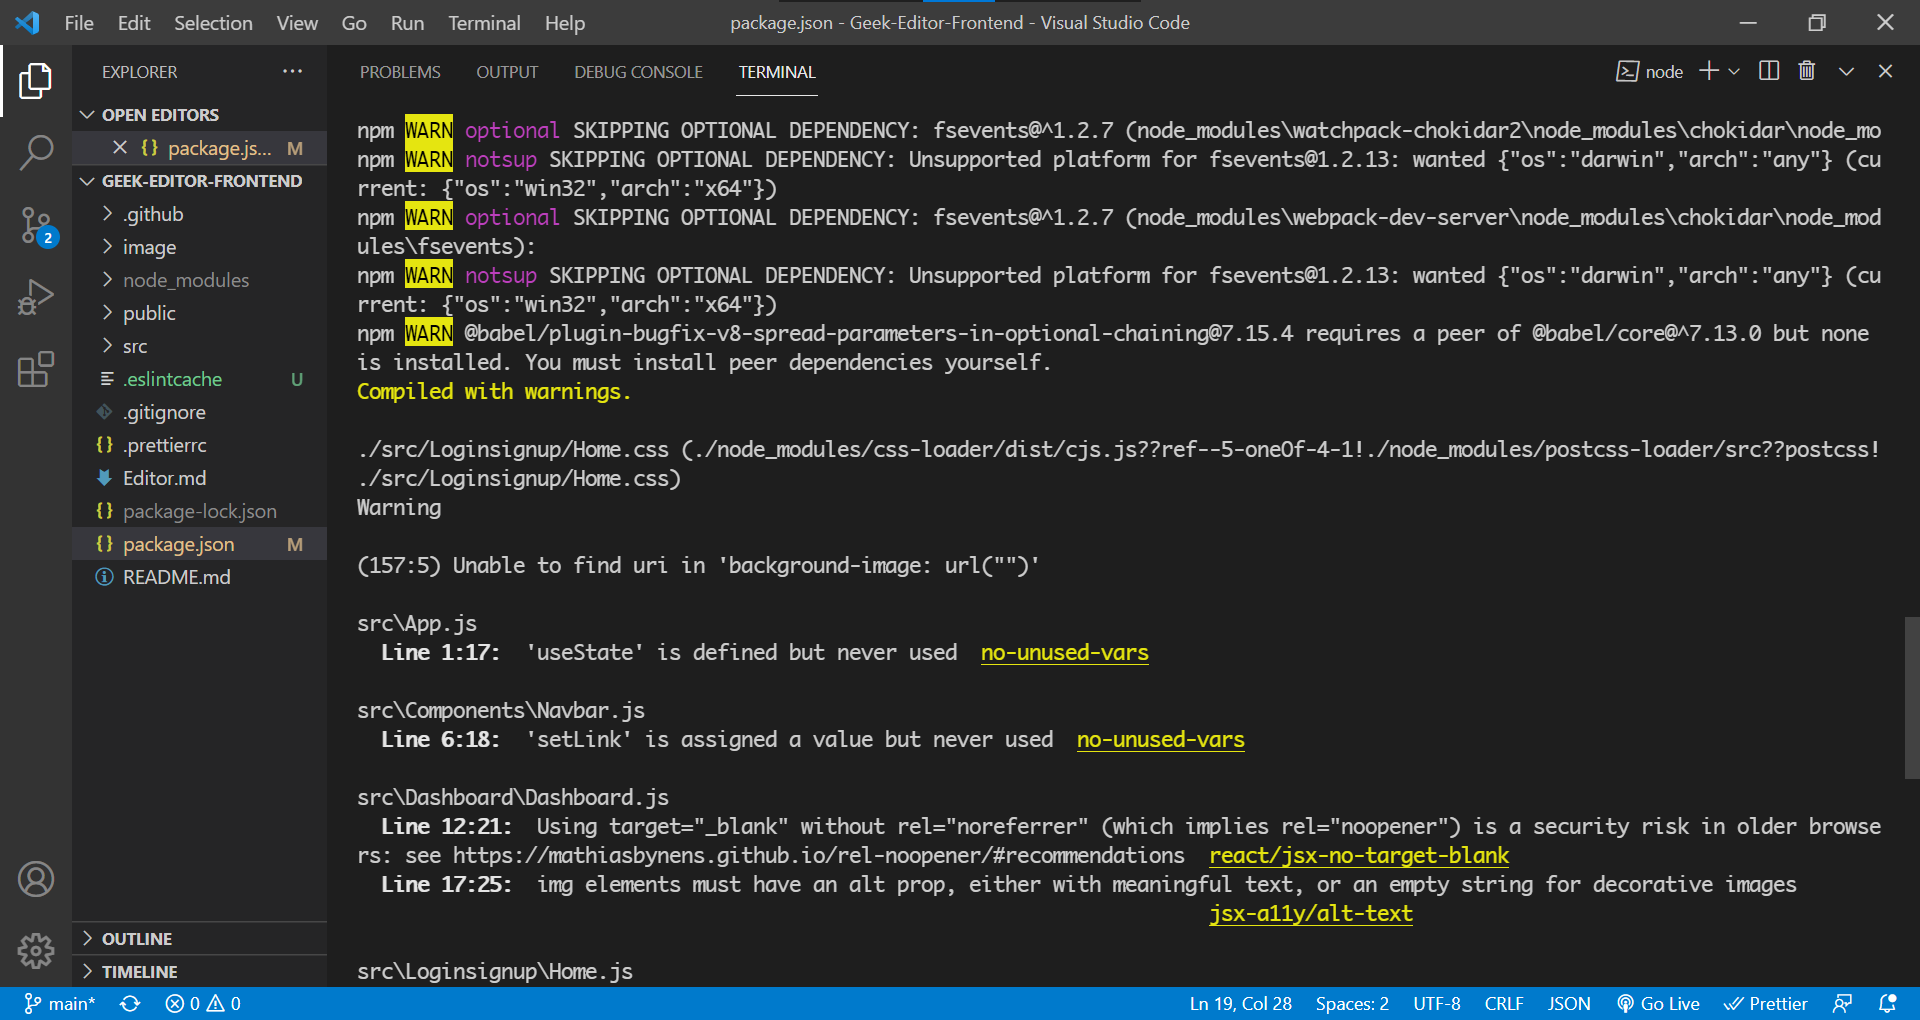 File Edit Selection View Go Run Terminal Help
package.json - Geek-Editor-Frontend - Visual Studio Code
EXPLORER
OPEN EDITORS
package.js... M
GEEK-EDITOR-FRONTEND
.github
image
node_modules
public
src
.eslintcache U
.gitignore
.prettierrc
Editor.md
package-lock.json
package.json M
README.md
OUTLINE
TIMELINE
2
PROBLEMS OUTPUT DEBUG CONSOLE TERMINAL
node
npm WARN optional SKIPPING OPTIONAL DEPENDENCY: fsevents@^1.2.7 (node_modules\watchpack-chokidar2\node_modules\chokidar\node_mo
npm WARN notsup SKIPPING OPTIONAL DEPENDENCY: Unsupported platform for fsevents@1.2.13: wanted {"os":"darwin","arch":"any"} (cu
rrent: {"os":"win32","arch":"x64"})
npm WARN optional SKIPPING OPTIONAL DEPENDENCY: fsevents@^1.2.7 (node_modules\webpack-dev-server\node_modules\chokidar\node_mod
ules\fsevents):
npm WARN notsup SKIPPING OPTIONAL DEPENDENCY: Unsupported platform for fsevents@1.2.13: wanted {"os":"darwin","arch":"any"} (cu
rrent: {"os":"win32","arch":"x64"})
npm WARN @babel/plugin-bugfix-v8-spread-parameters-in-optional-chaining@7.15.4 requires a peer of @babel/core@^7.13.0 but none
is installed. You must install peer dependencies yourself.
Compiled with warnings.
./src/Loginsignup/Home.css (./node_modules/css-loader/dist/cjs.js??ref--5-oneOf-4-1!./node_modules/postcss-loader/src??postcss!
./src/Loginsignup/Home.css)
Warning
(157:5) Unable to find uri in 'background-image: url("")'
src\App.js
Line 1:17: 'useState' is defined but never used no-unused-vars
src\Components\Navbar.js
Line 6:18: 'setLink' is assigned a value but never used no-unused-vars
src\Dashboard\Dashboard.js
Line 12:21: Using target="_blank" without rel="noreferrer" (which implies rel="noopener") is a security risk in older browse
rs: see https://mathiasbynens.github.io/rel-noopener/#recommendations react/jsx-no-target-blank
Line 17:25: img elements must have an alt prop, either with meaningful text, or an empty string for decorative images
jsx-a11y/alt-text
src\Loginsignup\Home.js
main* 0 0 Ln 19, Col 28 Spaces: 2 UTF-8 CRLF JSON Go Live Prettier